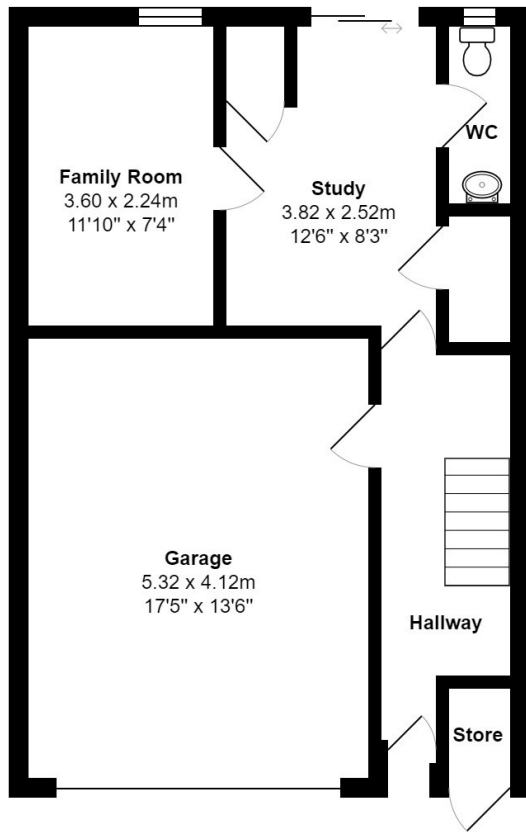 Family Room
3.60 x 2.24m
11'10" x 7'4"
Study
3.82 x 2.52m
12'6" x 8'3"
WC
Garage
5.32 x 4.12m
17'5" x 13'6"
Hallway
Store